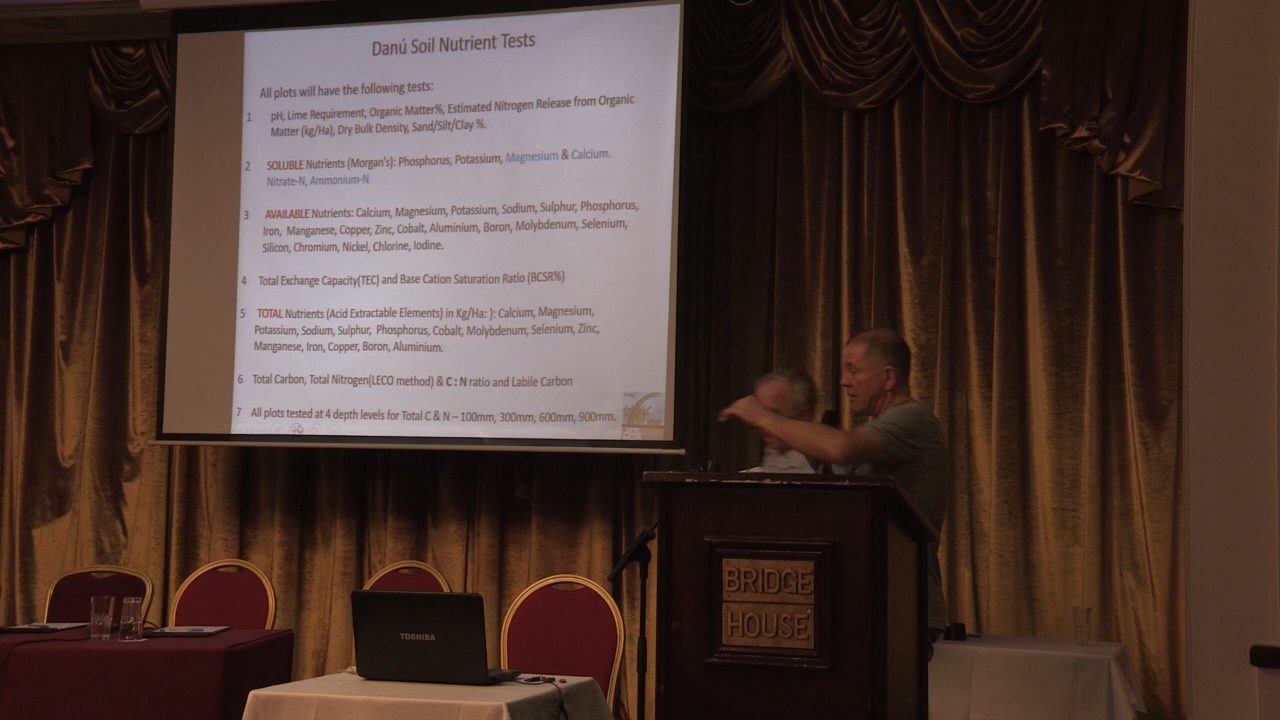 Danú Soil Nutrient Tests
All plots will have the following tests:
1 pH, Lime Requirement, Organic Matter%, Estimated Nitrogen Release from Organic
Matter (kg/Ha), Dry Bulk Density, Sand/Silt/Clay %.
2 SOLUBLE Nutrients (Morgan's): Phosphorus, Potassium, Magnesium & Calcium.
Nitrate-N, Ammonium-N
3 AVAILABLE Nutrients: Calcium, Magnesium, Potassium, Sodium, Sulphur, Phosphorus,
Iron, Manganese, Copper, Zinc, Cobalt, Aluminium, Boron, Molybdenum, Selenium,
Silicon, Chromium, Nickel, Chlorine, Iodine.
4 Total Exchange Capacity(TEC) and Base Cation Saturation Ratio (BCSR%)
5 TOTAL Nutrients (Acid Extractable Elements) in Kg/Ha: ): Calcium, Magnesium,
Potassium, Sodium, Sulphur, Phosphorus, Cobalt, Molybdenum, Selenium, Zinc,
Manganese, Iron, Copper, Boron, Aluminium.
6 Total Carbon, Total Nitrogen(LECO method) & C : N ratio and Labile Carbon
7 All plots tested at 4 depth levels for Total C & N – 100mm, 300mm, 600mm, 900mm.
BRIDGE
HOUSE
TOSHIBA